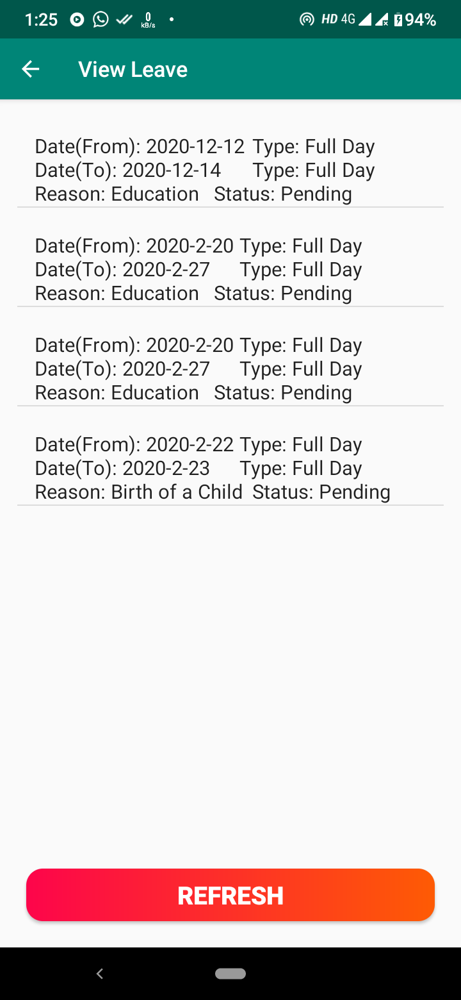 1:25 0 kB/s HD 4G 94%
View Leave
Date(From): 2020-12-12 Type: Full Day
Date(To): 2020-12-14 Type: Full Day
Reason: Education Status: Pending
Date(From): 2020-2-20 Type: Full Day
Date(To): 2020-2-27 Type: Full Day
Reason: Education Status: Pending
Date(From): 2020-2-20 Type: Full Day
Date(To): 2020-2-27 Type: Full Day
Reason: Education Status: Pending
Date(From): 2020-2-22 Type: Full Day
Date(To): 2020-2-23 Type: Full Day
Reason: Birth of a Child Status: Pending
REFRESH